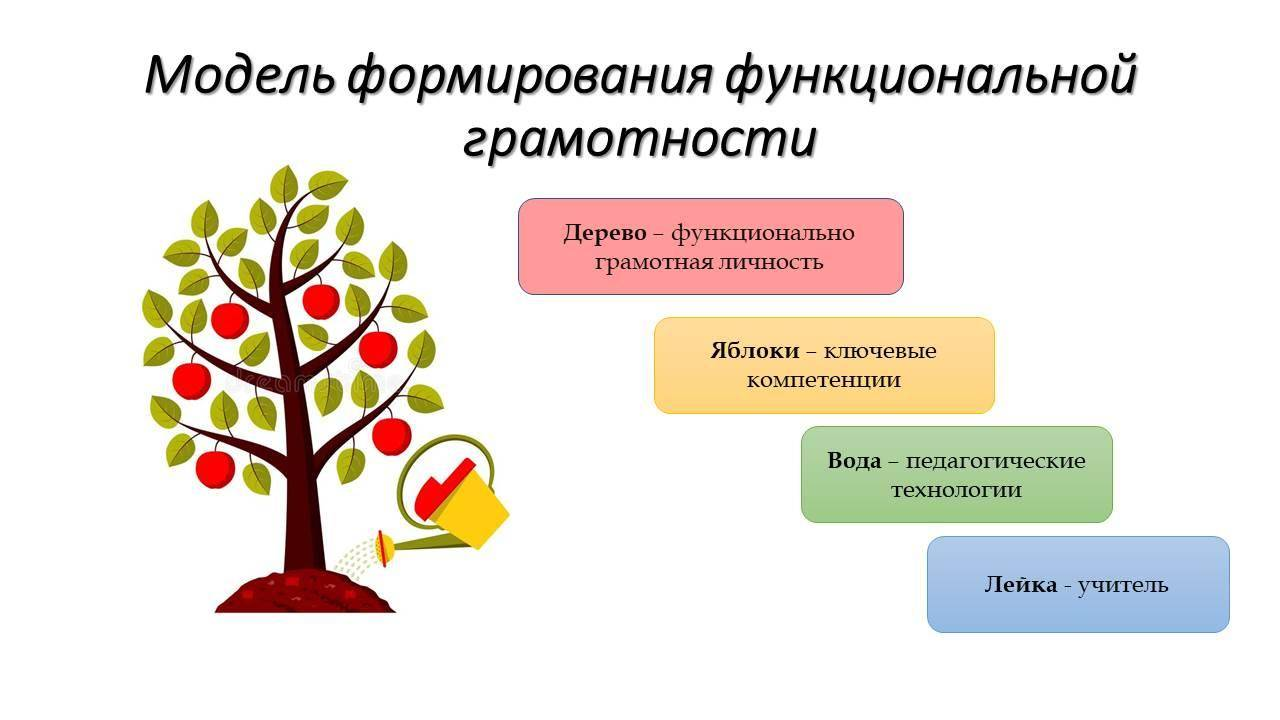 Модель формирования функциональной
грамотности
Дерево – функционально
грамотная личность
Яблоки – ключевые
компетенции
Вода – педагогические
технологии
Лейка - учитель